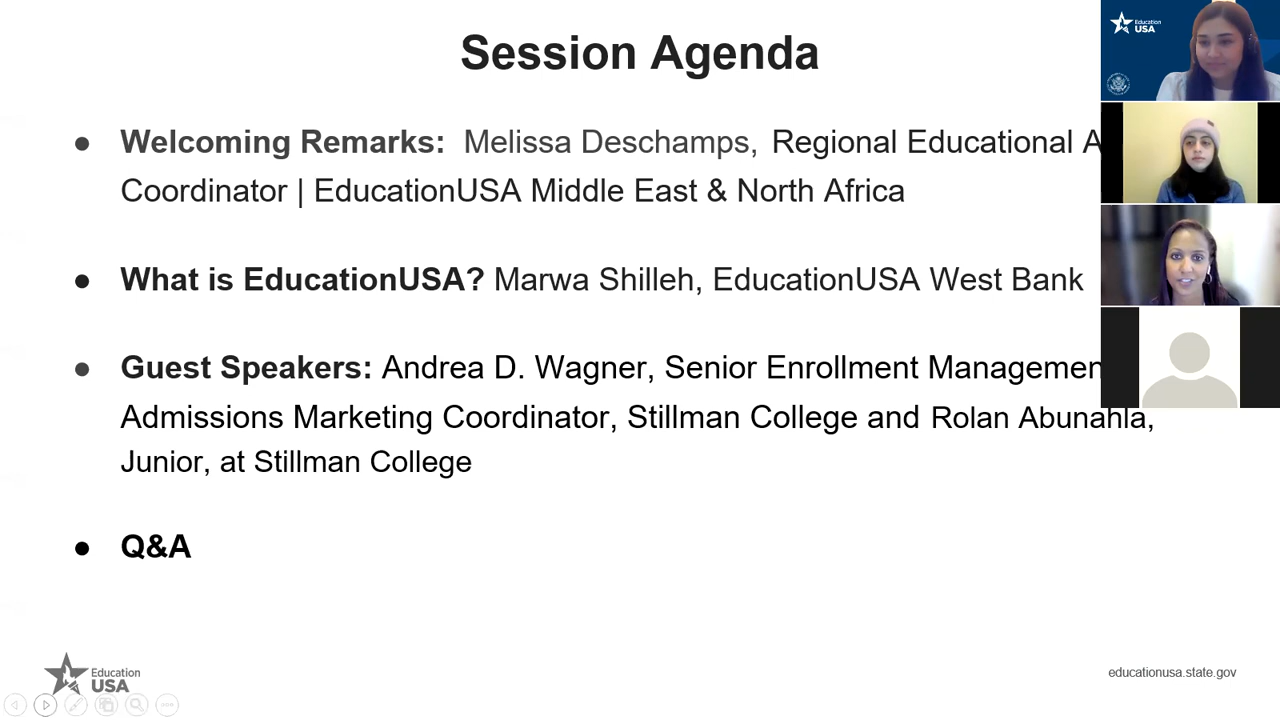 Session Agenda
● Welcoming Remarks: Melissa Deschamps, Regional Educational
Coordinator | EducationUSA Middle East & North Africa
● What is EducationUSA? Marwa Shilleh, EducationUSA West Bank
● Guest Speakers: Andrea D. Wagner, Senior Enrollment
Admissions Marketing Coordinator, Stillman College and Rolan Abunahla,
Junior, at Stillman College
● Q&A
Education
USA
educationusa.state.gov
Education
USA